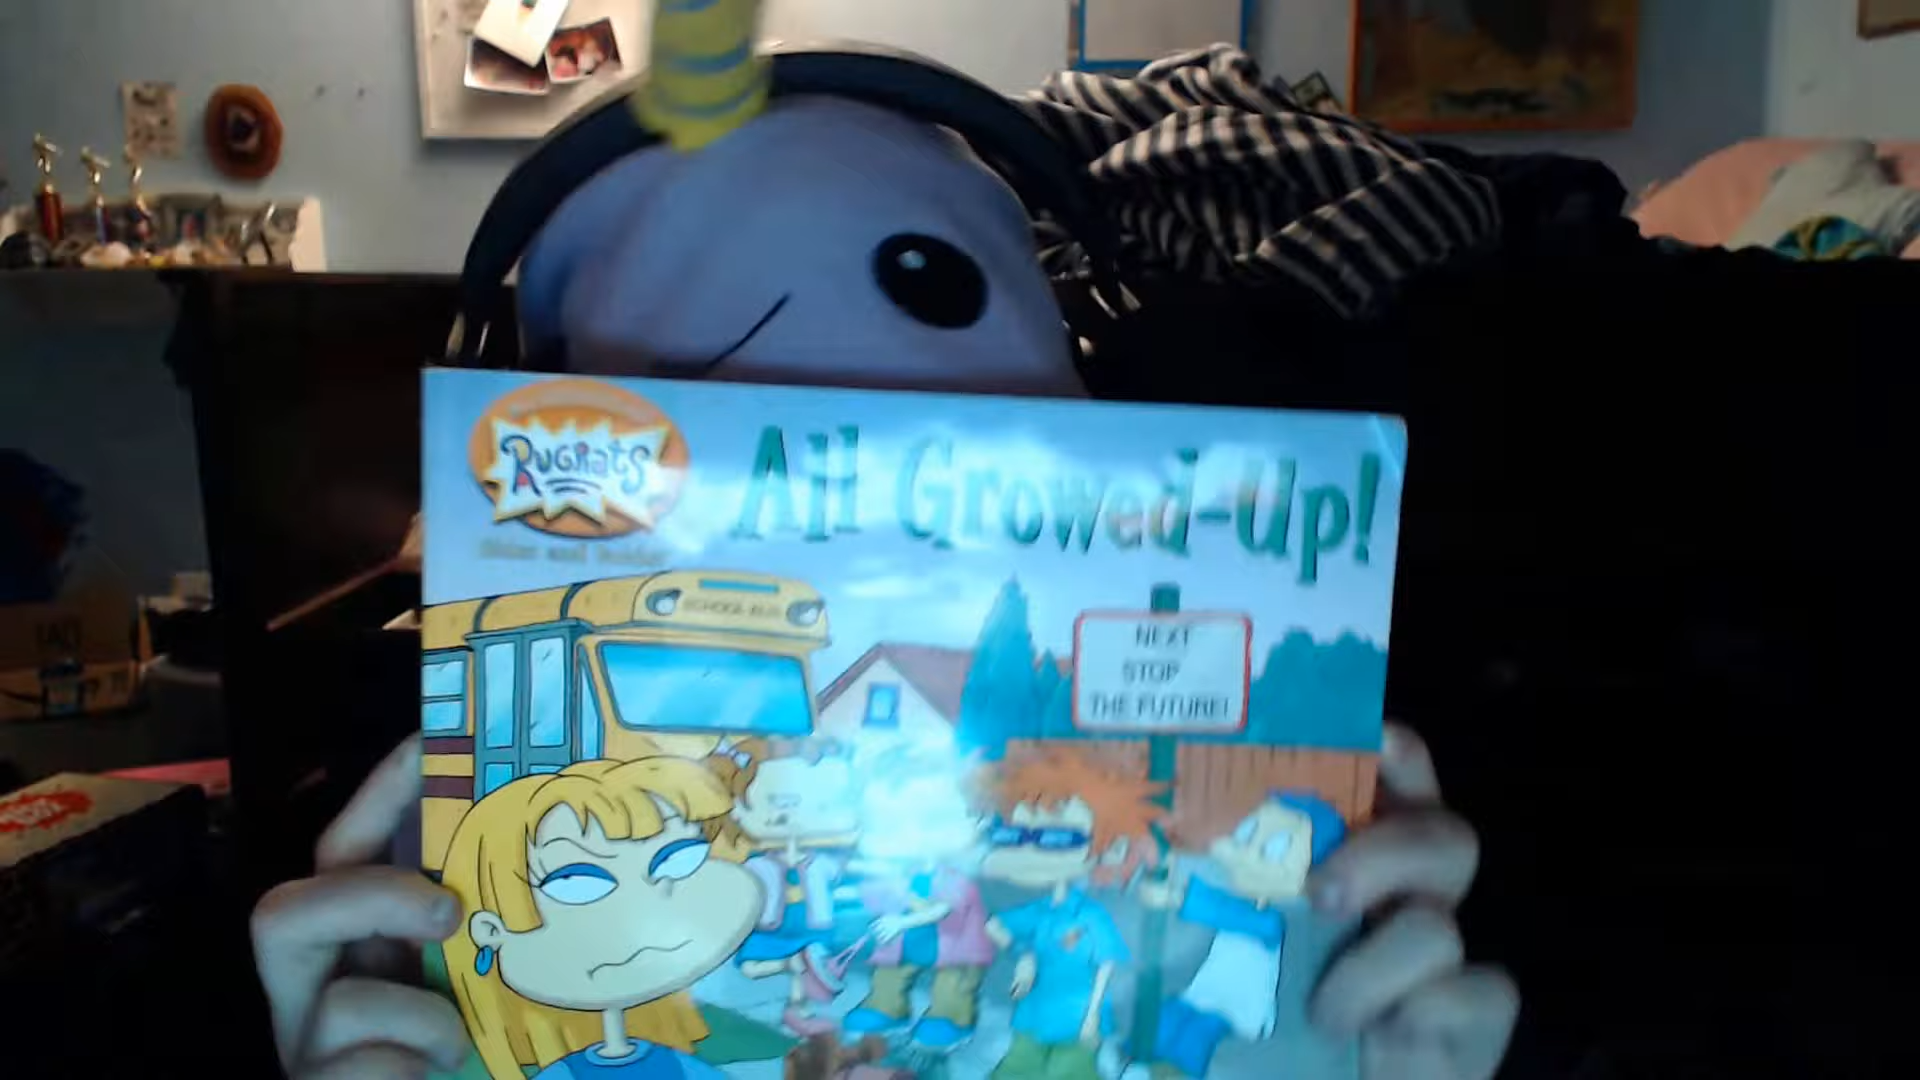 Rugrats
All Growed-Up!
SCHOOL BUS
NEXT
STOP
THE FUTURE!